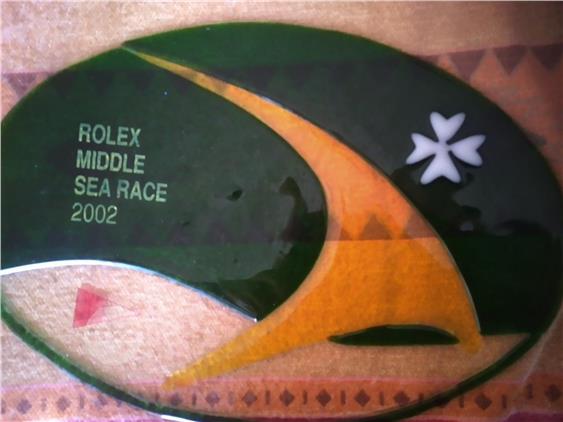 ROLEX
MIDDLE
SEA RACE
2002